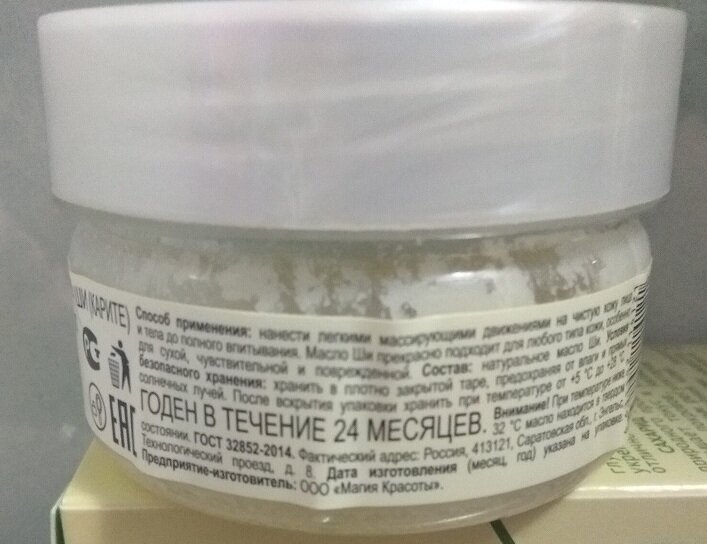 ШИ (КАРИТЕ)
Способ применения: нанести легкими массирующими движениями на чистую кожу лица
и тела до полного впитывания. Масло Ши прекрасно подходит для любого типа кожи, особенно
для сухой, чувствительной и поврежденной. Состав: натуральное масло Ши. Условия
безопасного хранения: хранить в плотно закрытой таре, предохраняя от влаги и прямых
солнечных лучей. После вскрытия упаковки хранить при температуре от +5 °С до +25 °С.
ГОДЕН В ТЕЧЕНИЕ 24 МЕСЯЦЕВ. Внимание! При температуре ниже
32 °С масло находится в твердом
состоянии. ГОСТ 32852-2014. Фактический адрес: Россия, 413121, Саратовская обл., г. Энгельс,
Технологический проезд, д. 8. Дата изготовления (месяц, год) указана на упаковке.
Предприятие-изготовитель: ООО «Магия Красоты».
РСТ
ЕАС